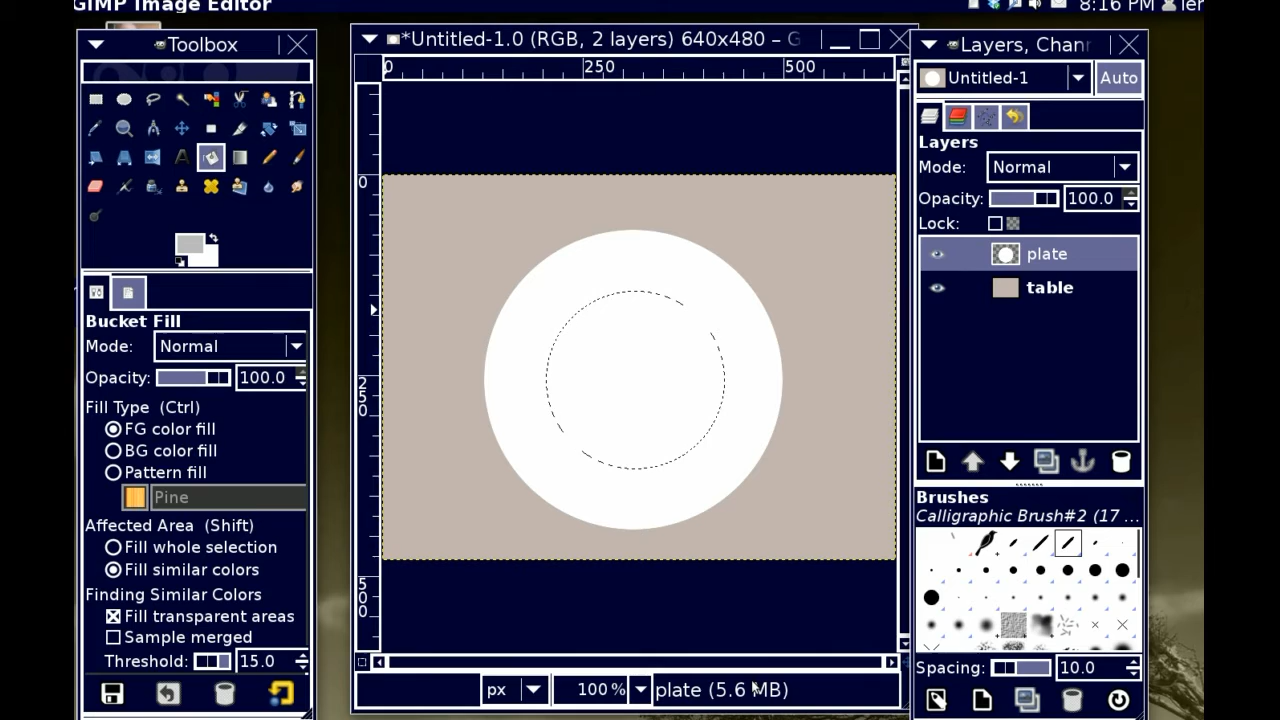 GIMP Image Editor
8:16 PM
Toolbox
*Untitled-1.0 (RGB, 2 layers) 640x480 – G
Layers, Chann
0 250 500
Untitled-1
Auto
Layers
Mode: Normal
Opacity: 100.0
Lock:
plate
table
0
250
500
Bucket Fill
Mode: Normal
Opacity: 100.0
Fill Type (Ctrl)
FG color fill
BG color fill
Pattern fill
Pine
Affected Area (Shift)
Fill whole selection
Fill similar colors
Finding Similar Colors
Fill transparent areas
Sample merged
Threshold: 15.0
Brushes
Calligraphic Brush#2 (17 ...
Spacing: 10.0
px 100 % plate (5.6 MB)